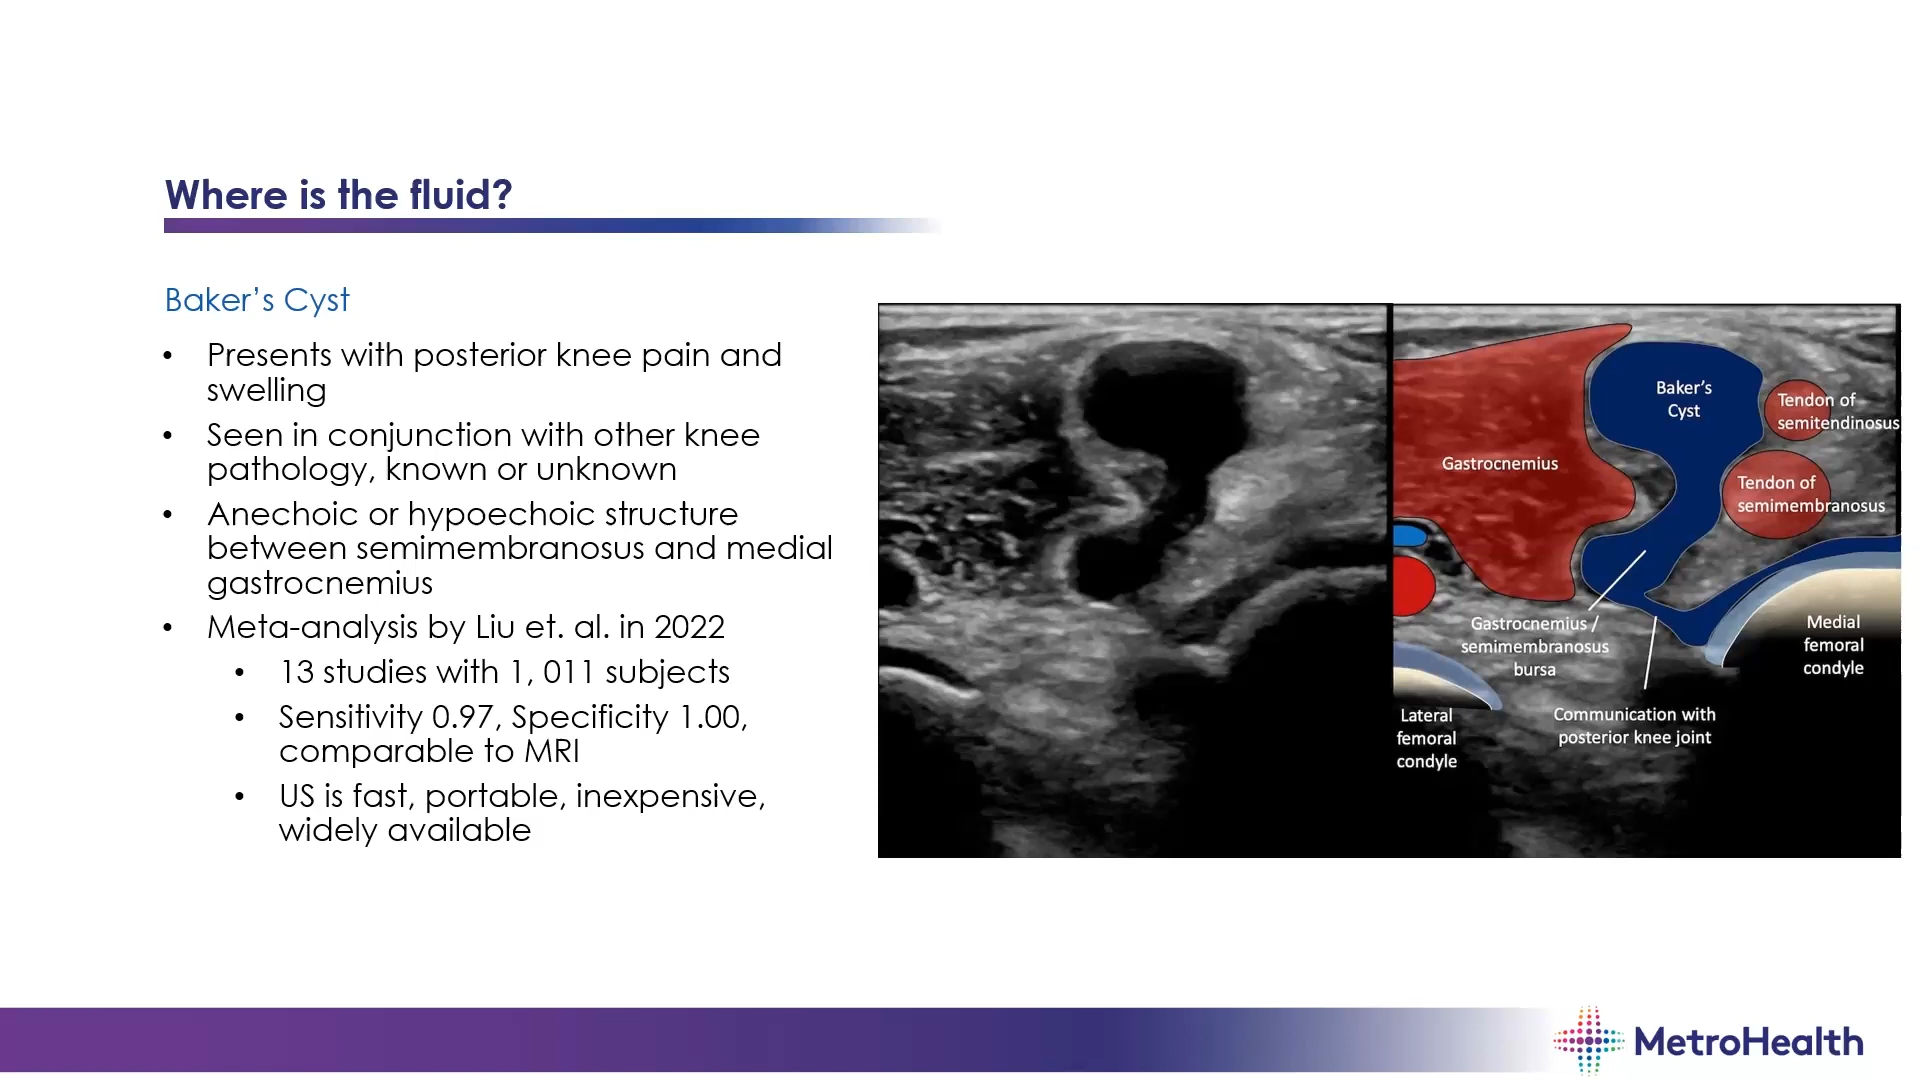 Where is the fluid?
Baker’s Cyst
• Presents with posterior knee pain and
swelling
• Seen in conjunction with other knee
pathology, known or unknown
• Anechoic or hypoechoic structure
between semimembranosus and medial
gastrocnemius
• Meta-analysis by Liu et. al. in 2022
• 13 studies with 1, 011 subjects
• Sensitivity 0.97, Specificity 1.00,
comparable to MRI
• US is fast, portable, inexpensive,
widely available
Baker’s
Cyst
Tendon of
semitendinosus
Gastrocnemius
Tendon of
semimembranosus
Gastrocnemius /
semimembranosus
bursa
Medial
femoral
condyle
Lateral
femoral
condyle
Communication with
posterior knee joint
MetroHealth